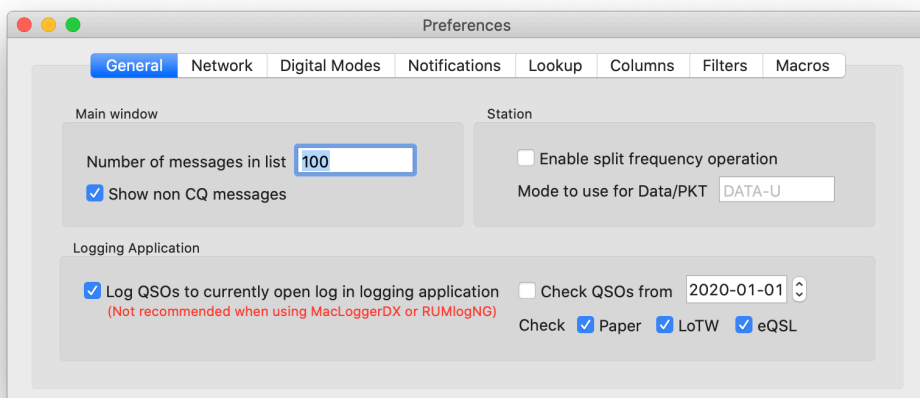 Preferences
General Network Digital Modes Notifications Lookup Columns Filters Macros
Main window
Number of messages in list 100
Show non CQ messages
Station
Enable split frequency operation
Mode to use for Data/PKT DATA-U
Logging Application
Log QSOs to currently open log in logging application
(Not recommended when using MacLoggerDX or RUMlogNG)
Check QSOs from 2020-01-01
Check Paper LoTW eQSL